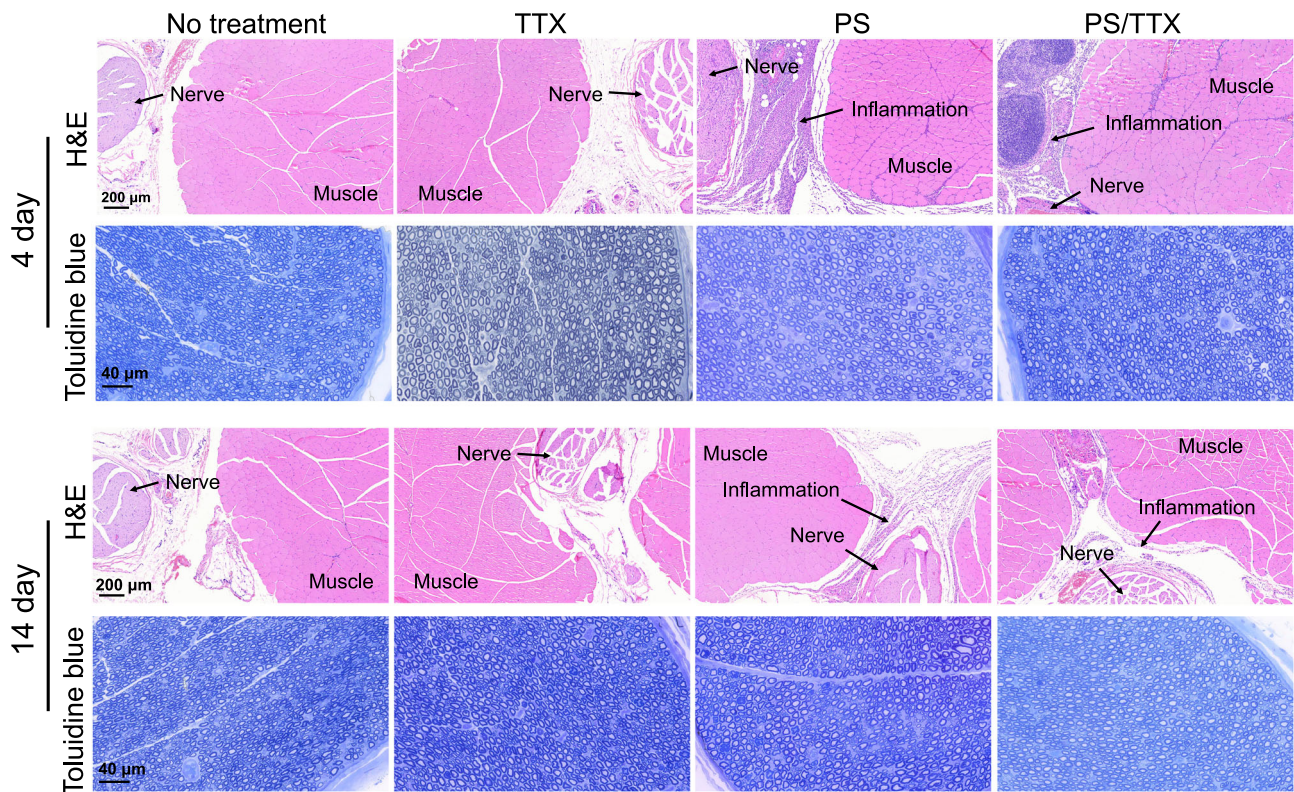 No treatment TTX PS PS/TTX
4 day
H&E
Nerve
Muscle
200 µm
Nerve
Muscle
Nerve
Inflammation
Muscle
Muscle
Inflammation
Nerve
Toluidine blue
40 µm
14 day
H&E
Nerve
Muscle
200 µm
Nerve
Muscle
Muscle
Inflammation
Nerve
Muscle
Inflammation
Nerve
Toluidine blue
40 µm